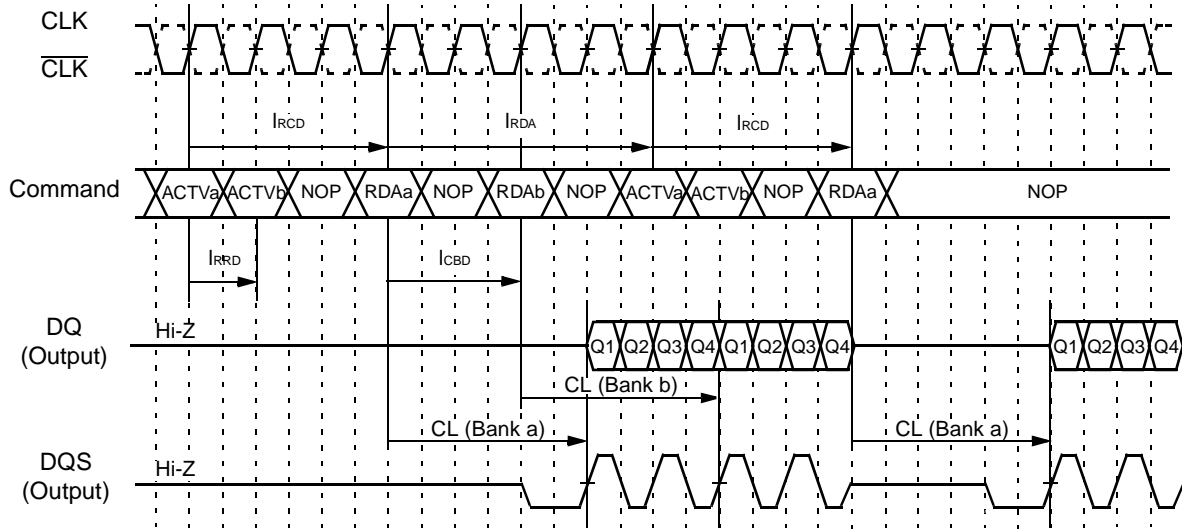 CLK
CLK
IRCD IRDA IRCD
Command ACTVa ACTVb NOP RDAa NOP RDAb NOP ACTVa ACTVb NOP RDAa NOP
IRRD ICBD
DQ
(Output)
Hi-Z
Q1 Q2 Q3 Q4 Q1 Q2 Q3 Q4 Q1 Q2 Q3 Q4
CL (Bank b)
CL (Bank a) CL (Bank a)
DQS
(Output)
Hi-Z